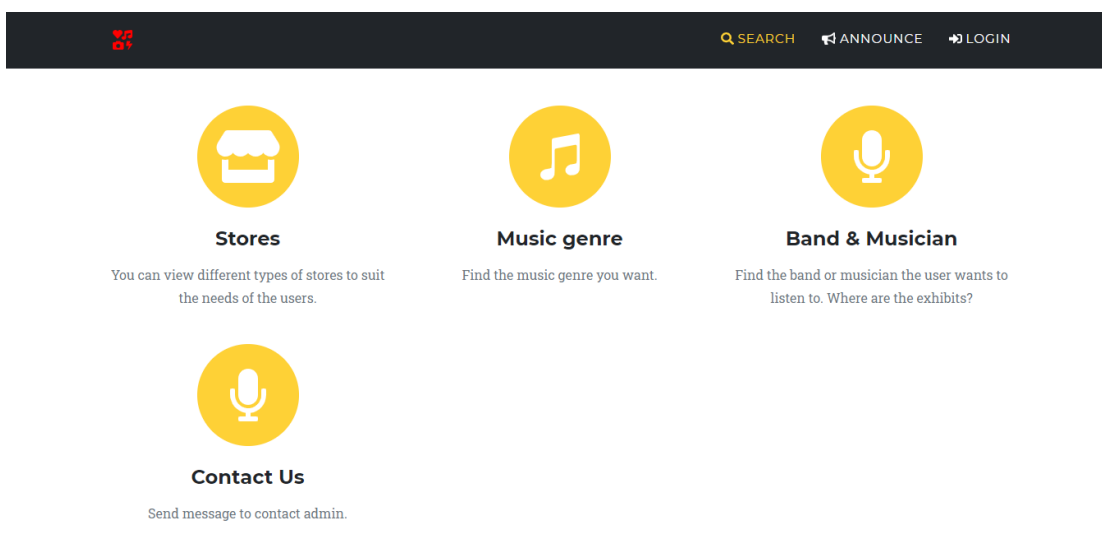 SEARCH ANNOUNCE LOGIN
Stores
You can view different types of stores to suit
the needs of the users.
Music genre
Find the music genre you want.
Band & Musician
Find the band or musician the user wants to
listen to. Where are the exhibits?
Contact Us
Send message to contact admin.